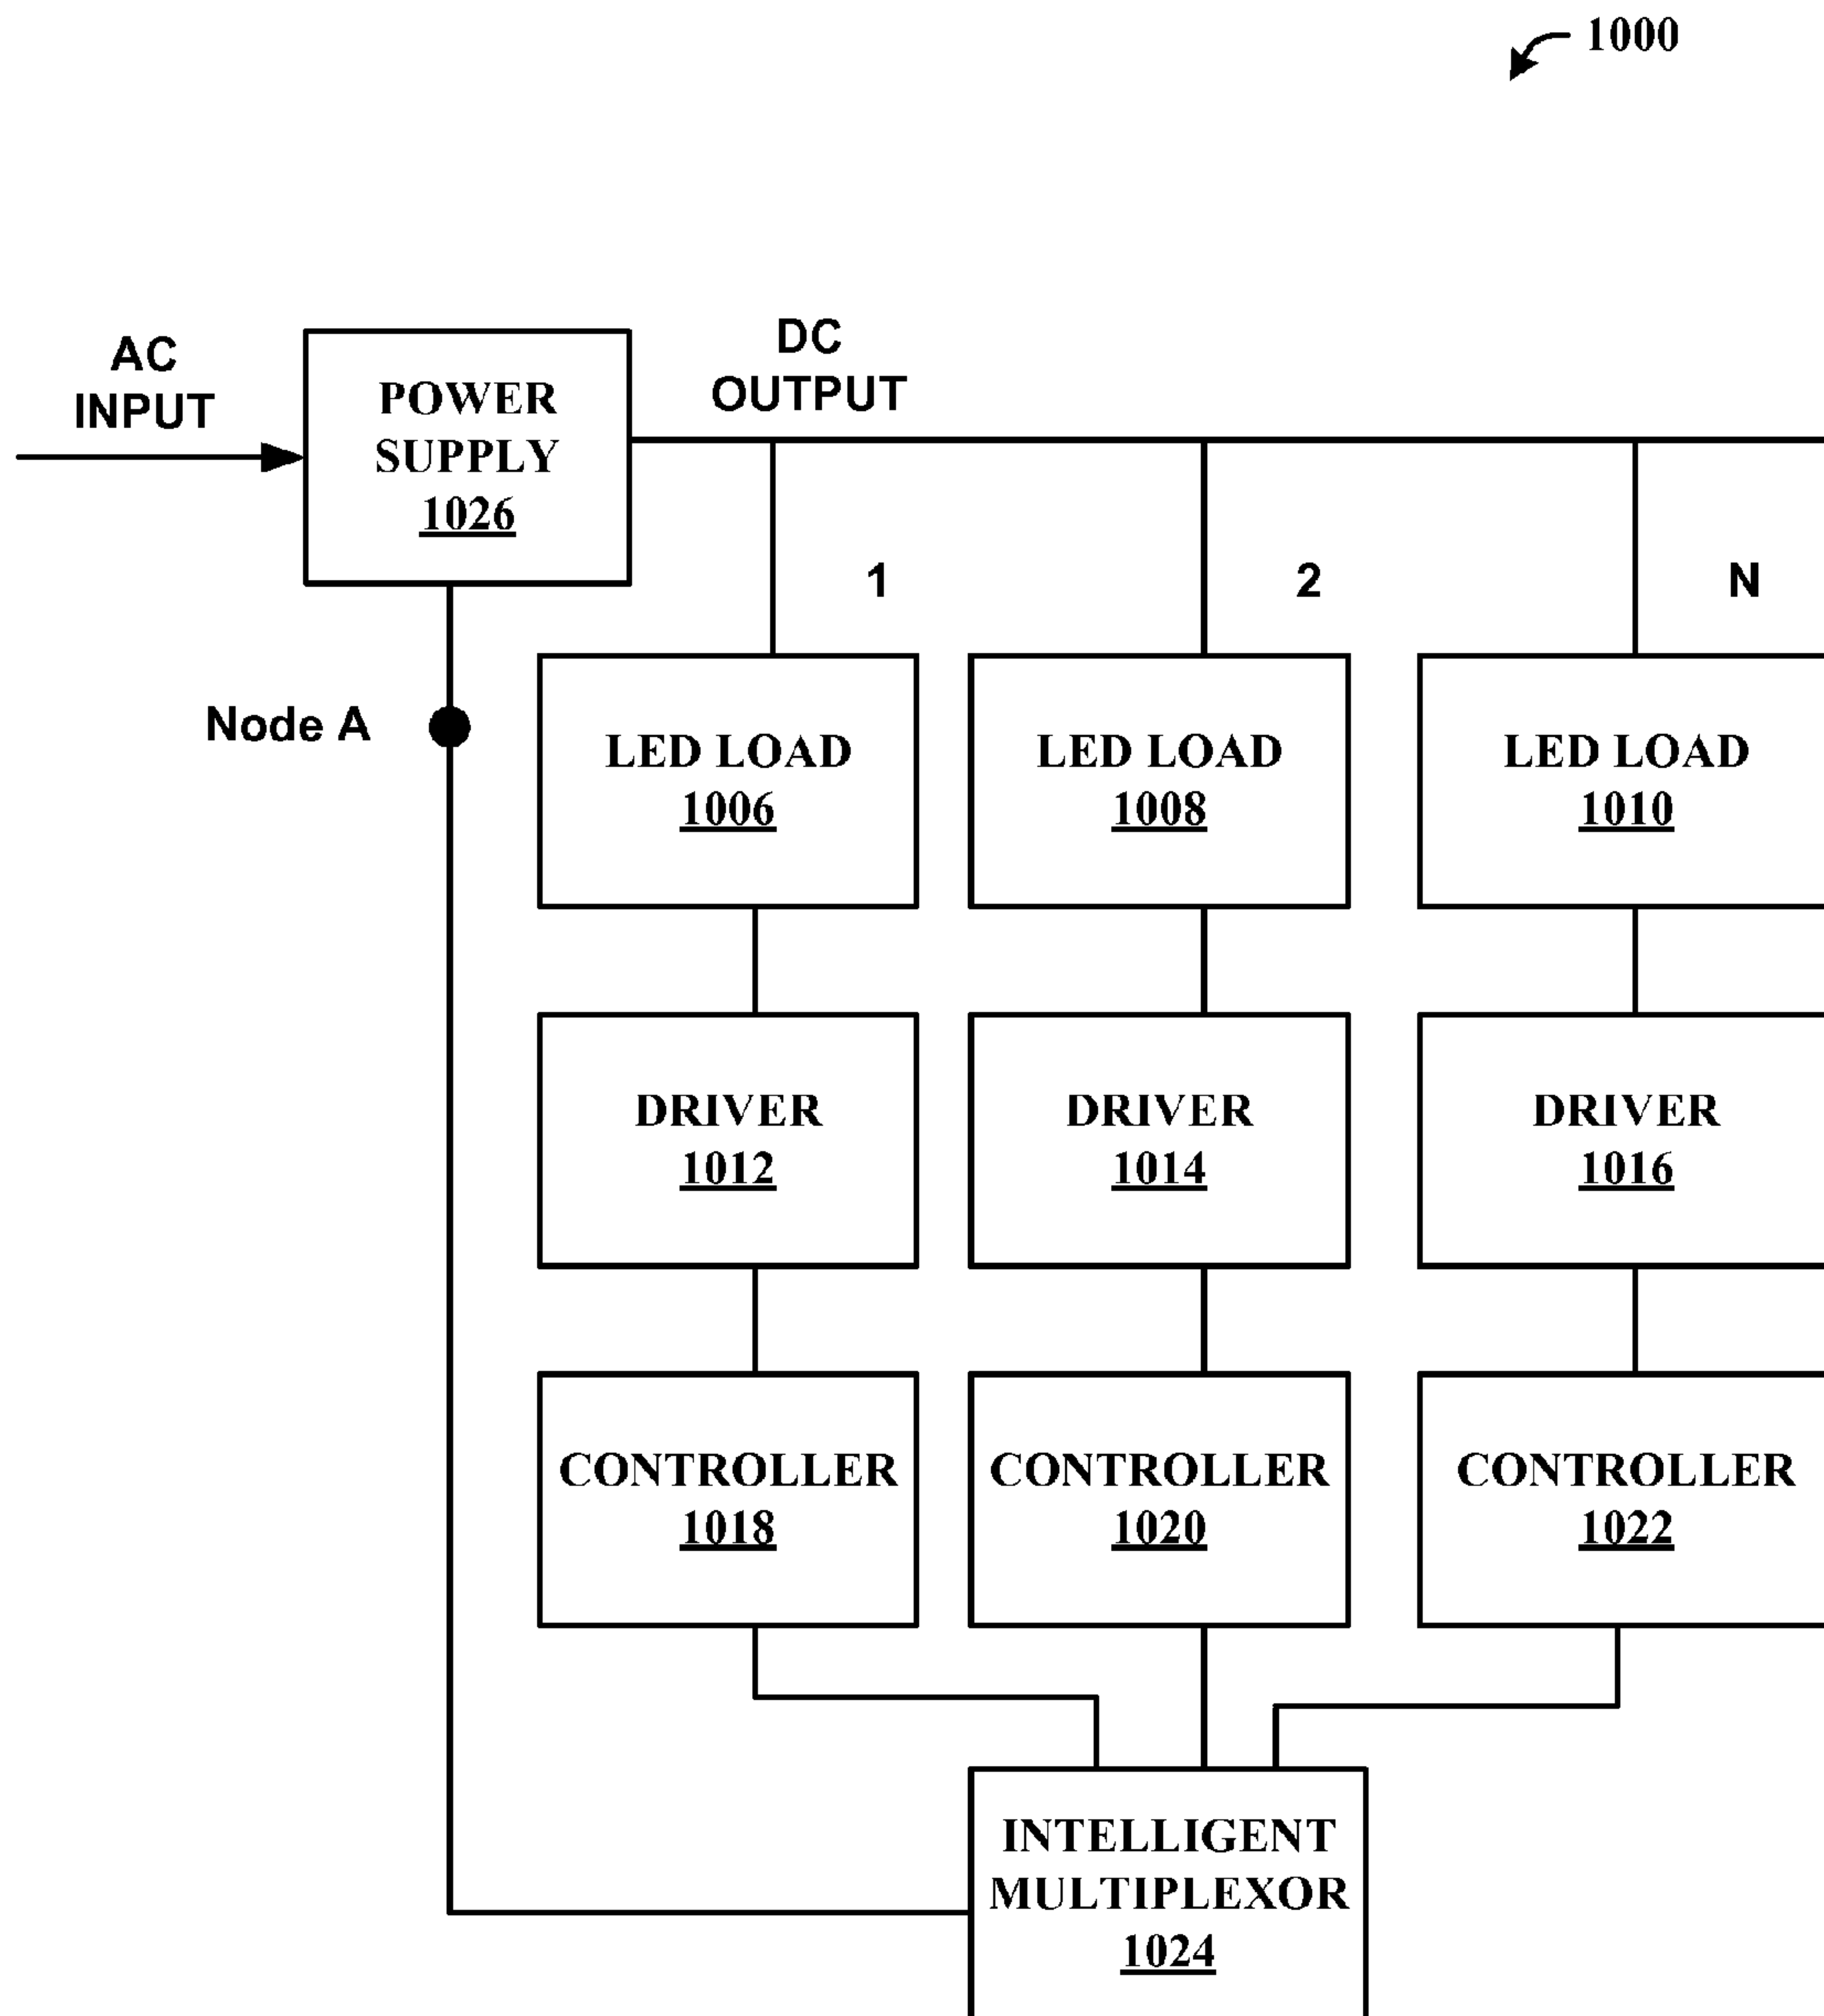 1000
AC
INPUT
POWER
SUPPLY
1026
DC
OUTPUT
1
2
N
Node A
LED LOAD
1006
LED LOAD
1008
LED LOAD
1010
DRIVER
1012
DRIVER
1014
DRIVER
1016
CONTROLLER
1018
CONTROLLER
1020
CONTROLLER
1022
INTELLIGENT
MULTIPLEXOR
1024